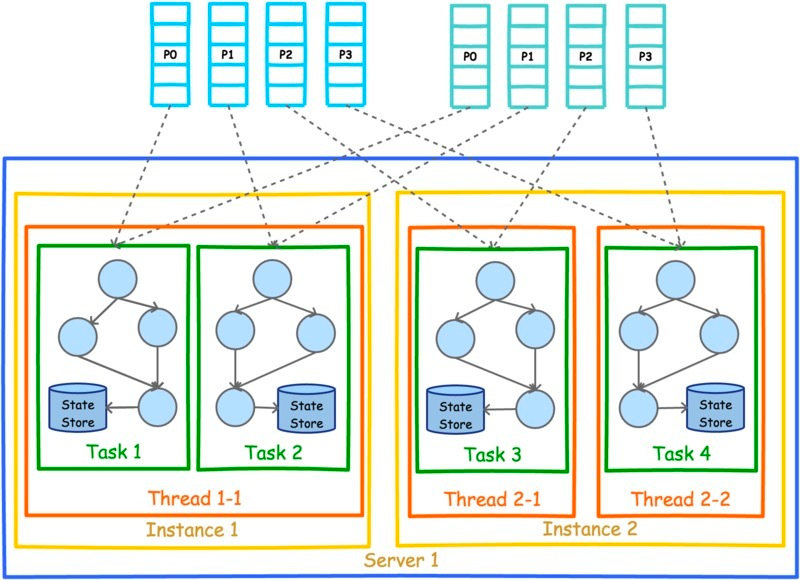 P0
P1
P2
P3
P0
P1
P2
P3
State
Store
Task 1
State
Store
Task 2
Thread 1-1
Instance 1
State
Store
Task 3
Thread 2-1
State
Store
Task 4
Thread 2-2
Instance 2
Server 1